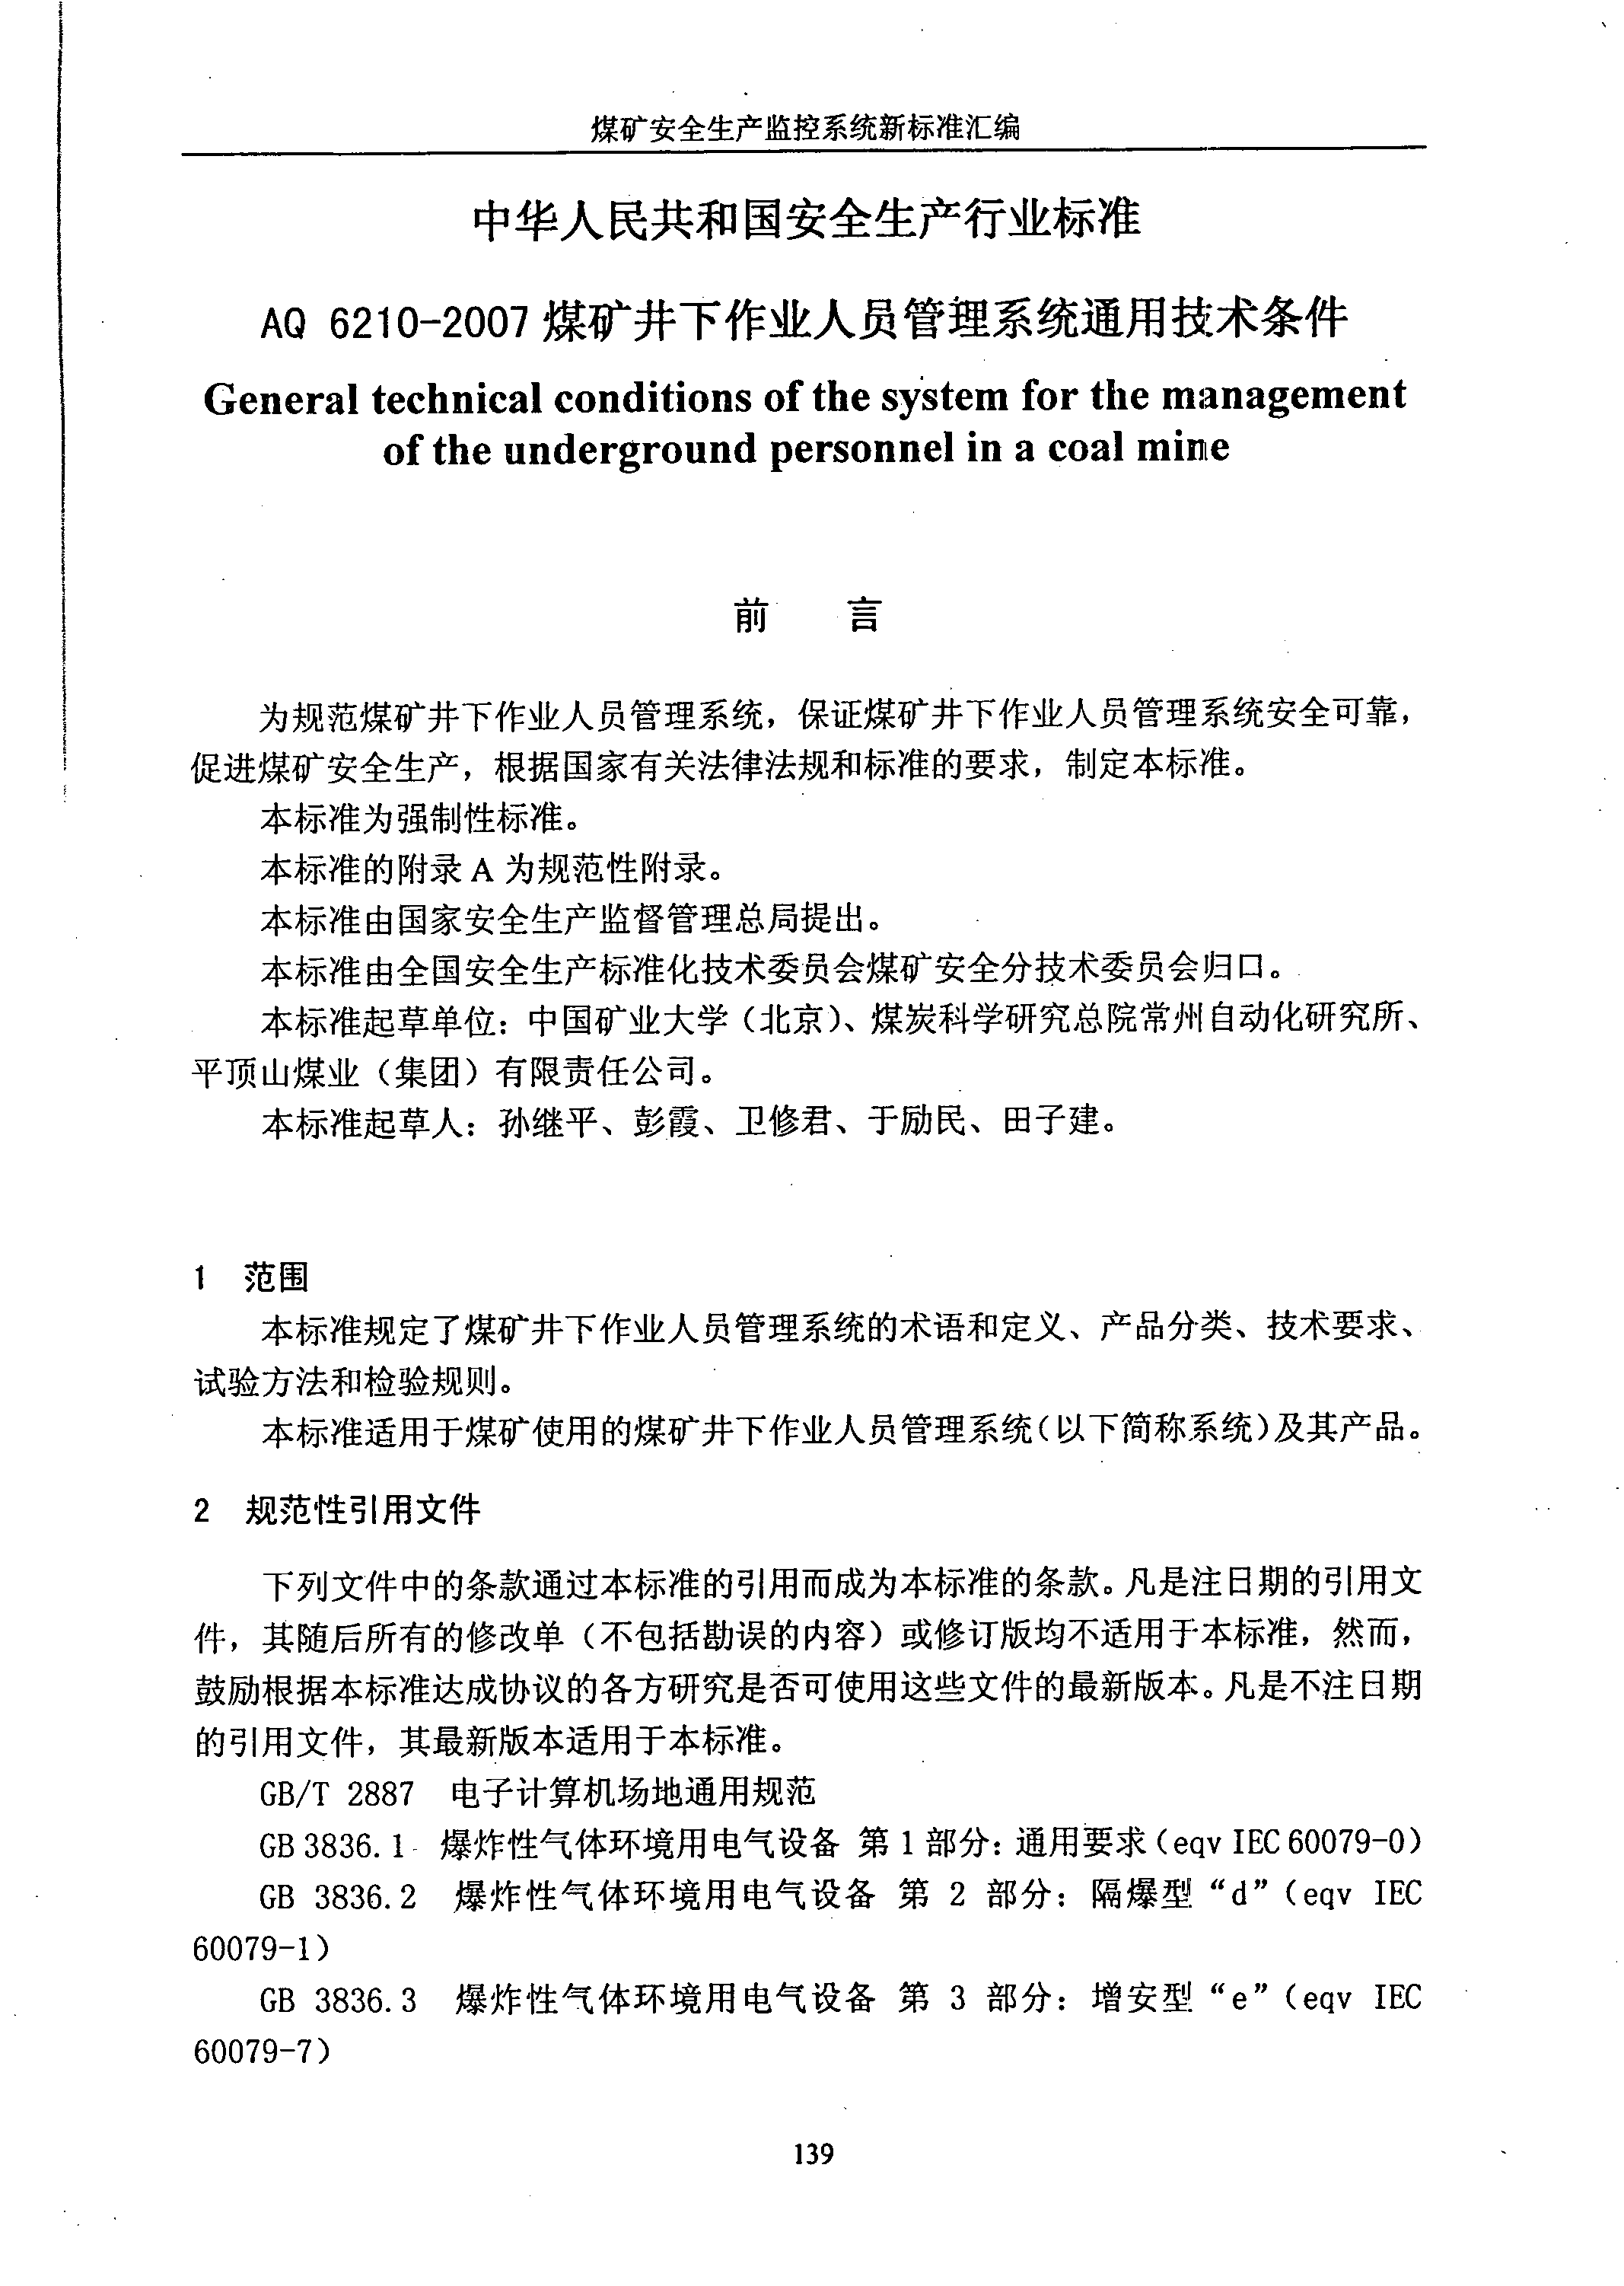 煤矿安全生产监控系统新标准汇编
中华人民共和国安全生产行业标准
AQ 6210-2007 煤矿井下作业人员管理系统通用技术条件
General technical conditions of the system for the management
of the underground personnel in a coal mine
前 言
为规范煤矿井下作业人员管理系统，保证煤矿井下作业人员管理系统安全可靠，
促进煤矿安全生产，根据国家有关法律法规和标准的要求，制定本标准。
本标准为强制性标准。
本标准的附录 A 为规范性附录。
本标准由国家安全生产监督管理总局提出。
本标准由全国安全生产标准化技术委员会煤矿安全分技术委员会归口。
本标准起草单位：中国矿业大学（北京）、煤炭科学研究总院常州自动化研究所、
平顶山煤业（集团）有限责任公司。
本标准起草人：孙继平、彭霞、卫修君、于励民、田子建。
1 范围
本标准规定了煤矿井下作业人员管理系统的术语和定义、产品分类、技术要求、
试验方法和检验规则。
本标准适用于煤矿使用的煤矿井下作业人员管理系统（以下简称系统）及其产品。
2 规范性引用文件
下列文件中的条款通过本标准的引用而成为本标准的条款。凡是注日期的引用文
件，其随后所有的修改单（不包括勘误的内容）或修订版均不适用于本标准，然而，
鼓励根据本标准达成协议的各方研究是否可使用这些文件的最新版本。凡是不注日期
的引用文件，其最新版本适用于本标准。
GB/T 2887 电子计算机场地通用规范
GB 3836.1 爆炸性气体环境用电气设备 第 1 部分：通用要求（eqv IEC 60079-0）
GB 3836.2 爆炸性气体环境用电气设备 第 2 部分：隔爆型“d”（eqv IEC
60079-1）
GB 3836.3 爆炸性气体环境用电气设备 第 3 部分：增安型“e”（eqv IEC
60079-7）
139